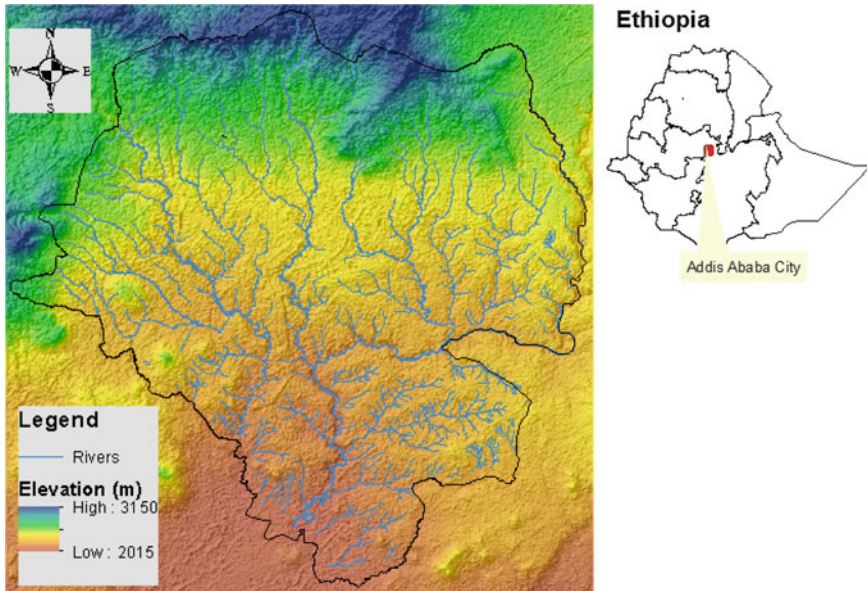 N
W E
S
Legend
Rivers
Elevation (m)
High : 3150
Low : 2015
Ethiopia
Addis Ababa City